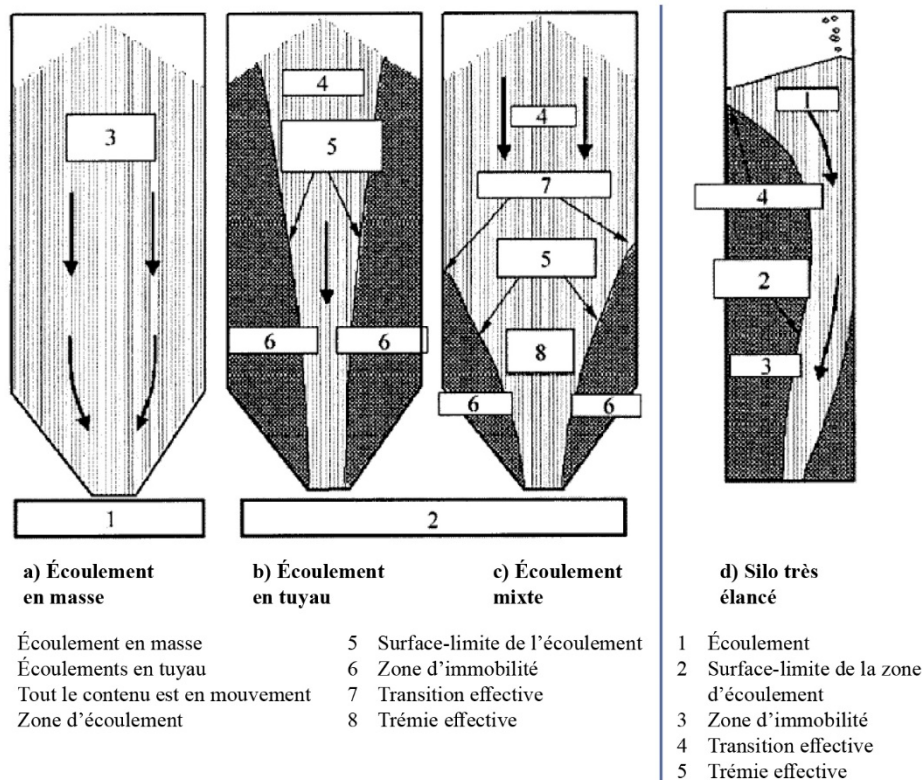 3
4
5
6
6
4
7
5
8
6
6
1
4
2
3
1
2
a) Écoulement
en masse
b) Écoulement
en tuyau
c) Écoulement
mixte
d) Silo très
élancé
Écoulement en masse
Écoulements en tuyau
Tout le contenu est en mouvement
Zone d'écoulement
5 Surface-limite de l'écoulement
6 Zone d'immobilité
7 Transition effective
8 Trémie effective
1 Écoulement
2 Surface-limite de la zone
d'écoulement
3 Zone d'immobilité
4 Transition effective
5 Trémie effective